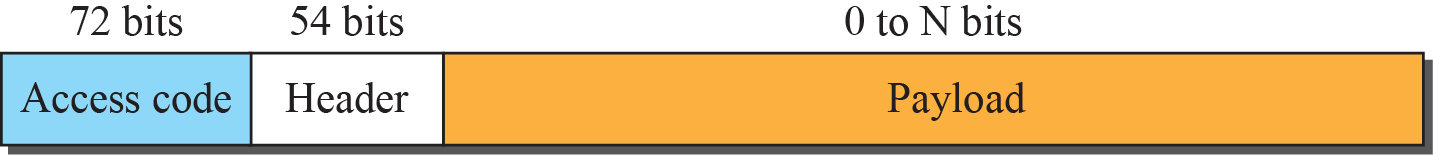 72 bits 54 bits 0 to N bits
Access code Header Payload